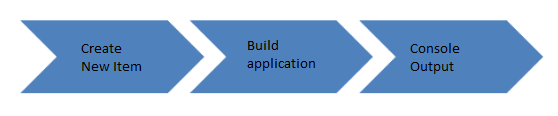 Create
New Item
Build
application
Console
Output